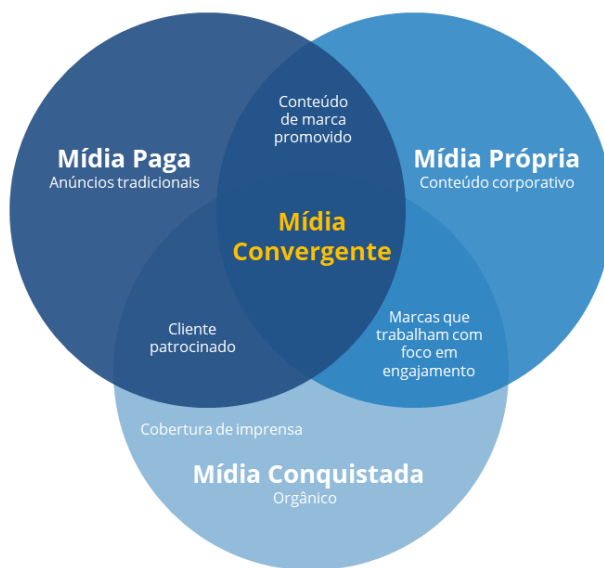 Conteúdo
de marca
promovido
Mídia Paga
Anúncios tradicionais
Mídia Própria
Conteúdo corporativo
Mídia
Convergente
Cliente
patrocinado
Marcas que
trabalham com
foco em
engajamento
Cobertura de imprensa
Mídia Conquistada
Orgânico